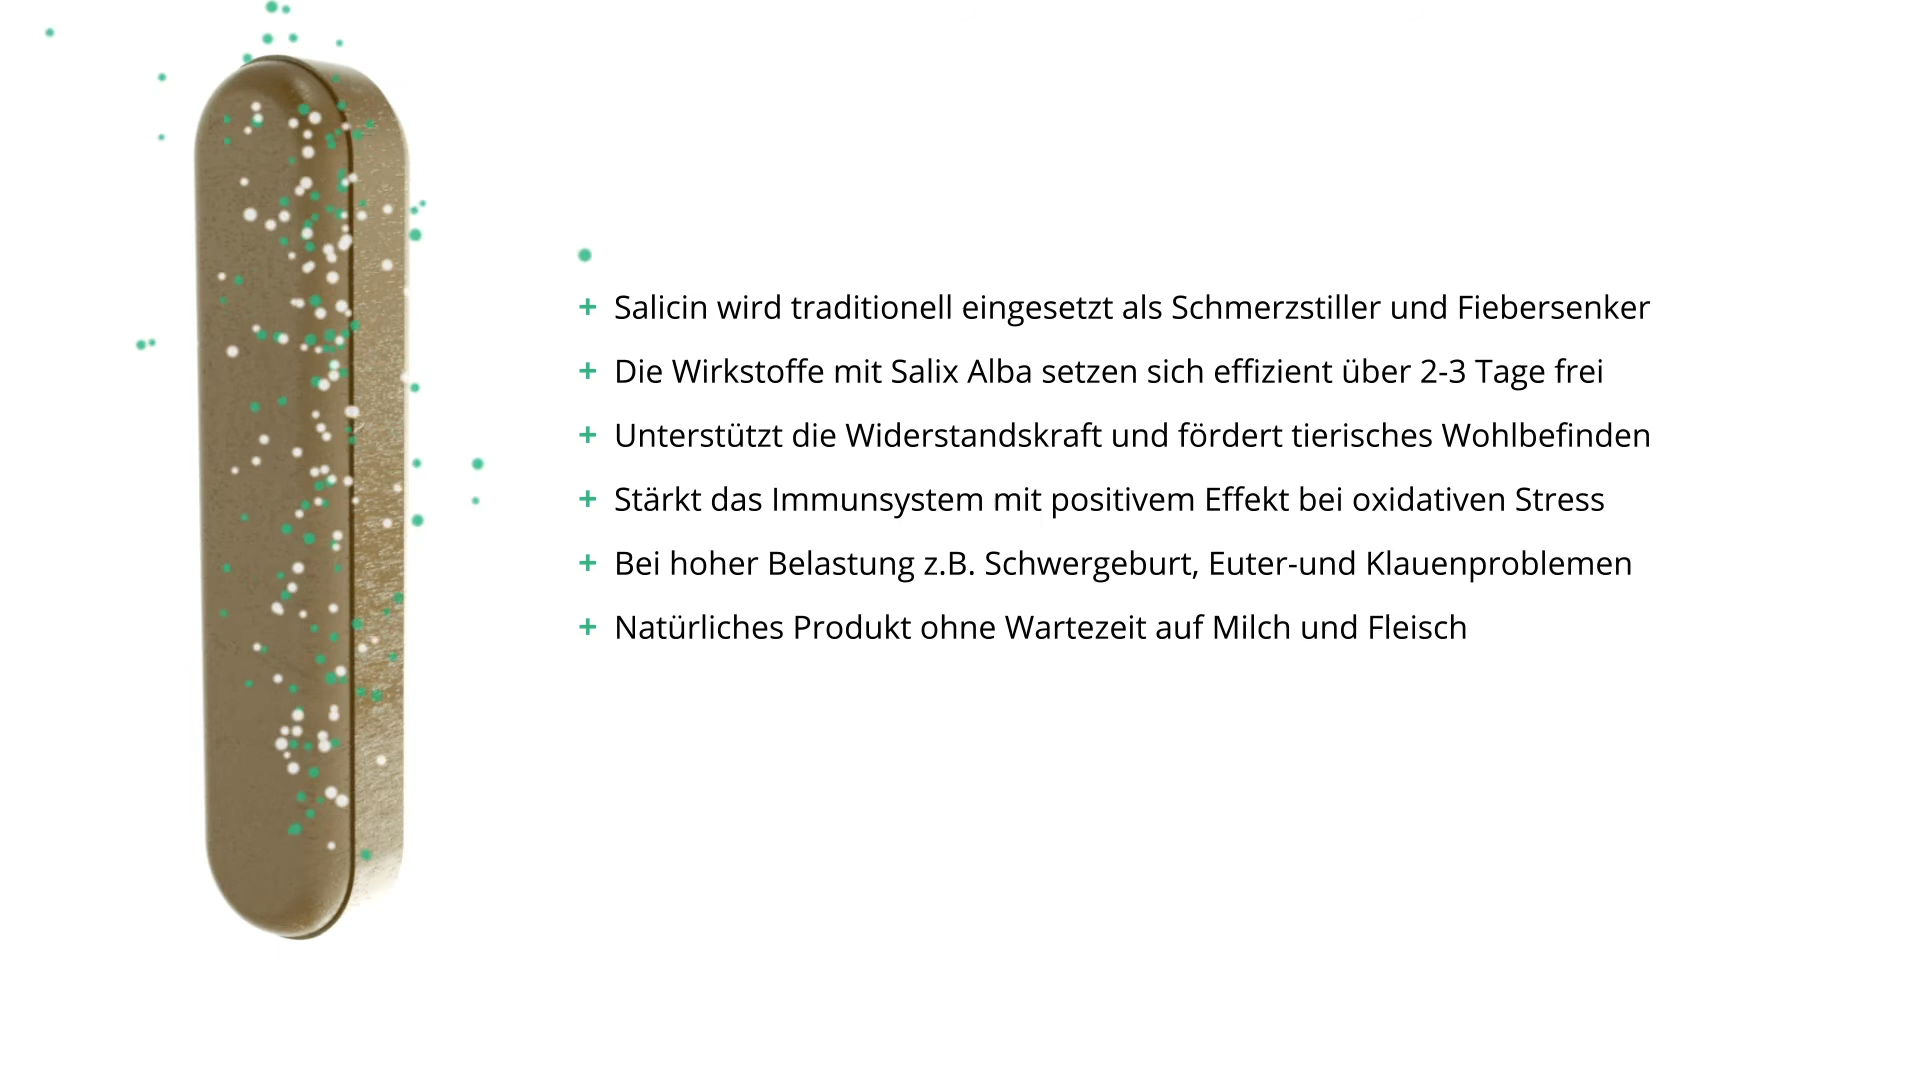 + Salicin wird traditionell eingesetzt als Schmerzstiller und Fiebersenker
+ Die Wirkstoffe mit Salix Alba setzen sich effizient über 2-3 Tage frei
+ Unterstützt die Widerstandskraft und fördert tierisches Wohlbefinden
+ Stärkt das Immunsystem mit positivem Effekt bei oxidativen Stress
+ Bei hoher Belastung z.B. Schwergeburt, Euter-und Klauenproblemen
+ Natürliches Produkt ohne Wartezeit auf Milch und Fleisch